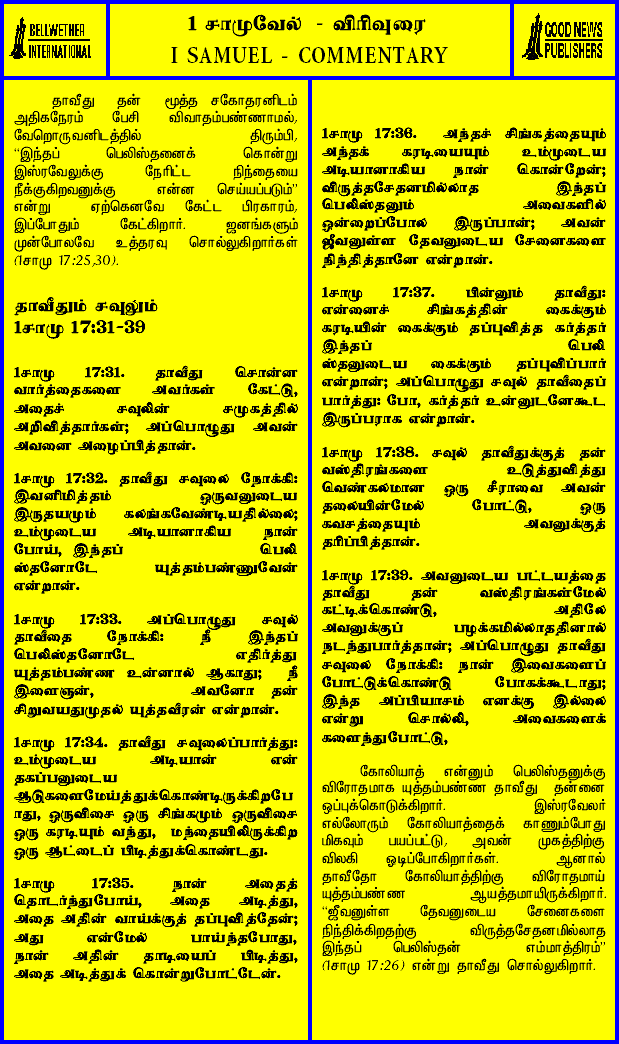 BELLWETHER
INTERNATIONAL
1 சாமுவேல் - விரிவுரை
I SAMUEL - COMMENTARY
GOOD NEWS
PUBLISHERS
தாவீது தன் மூத்த சகோதரனிடம்
அதிகநேரம் பேசி விவாதம்பண்ணாமல்,
வேறொருவனிடத்தில் திரும்பி,
“இந்தப் பெலிஸ்தனைக் கொன்று
இஸ்ரவேலுக்கு நேரிட்ட நிந்தையை
நீக்குகிறவனுக்கு என்ன செய்யப்படும்”
என்று ஏற்கெனவே கேட்ட பிரகாரம்,
இப்போதும் கேட்கிறார். ஜனங்களும்
முன்போலவே உத்தரவு சொல்லுகிறார்கள்
(1சாமு 17:25,30).
தாவீதும் சவுலும்
1சாமு 17:31-39
1சாமு 17:31. தாவீது சொன்ன
வார்த்தைகளை அவர்கள் கேட்டு,
அதைச் சவுலின் சமுகத்தில்
அறிவித்தார்கள்; அப்பொழுது அவன்
அவனை அழைப்பித்தான்.
1சாமு 17:32. தாவீது சவுலை நோக்கி:
இவனிமித்தம் ஒருவனுடைய
இருதயமும் கலங்கவேண்டியதில்லை;
உம்முடைய அடியானாகிய நான்
போய், இந்தப் பெலி
ஸ்தனோடே யுத்தம்பண்ணுவேன்
என்றான்.
1சாமு 17:33. அப்பொழுது சவுல்
தாவீதை நோக்கி: நீ இந்தப்
பெலிஸ்தனோடே எதிர்த்து
யுத்தம்பண்ண உன்னால் ஆகாது; நீ
இளைஞன், அவனோ தன்
சிறுவயதுமுதல் யுத்தவீரன் என்றான்.
1சாமு 17:34. தாவீது சவுலைப்பார்த்து:
உம்முடைய அடியான் என்
தகப்பனுடைய
ஆடுகளைமேய்த்துக்கொண்டிருக்கிறபே
ாது, ஒருவிசை ஒரு சிங்கமும் ஒருவிசை
ஒரு கரடியும் வந்து, மந்தையிலிருக்கிற
ஒரு ஆட்டைப் பிடித்துக்கொண்டது.
1சாமு 17:35. நான் அதைத்
தொடர்ந்துபோய், அதை அடித்து,
அதை அதின் வாய்க்குத் தப்புவித்தேன்;
அது என்மேல் பாய்ந்தபோது,
நான் அதின் தாடியைப் பிடித்து,
அதை அடித்துக் கொன்றுபோட்டேன்.
1சாமு 17:36. அந்தச் சிங்கத்தையும்
அந்தக் கரடியையும் உம்முடைய
அடியானாகிய நான் கொன்றேன்;
விருத்தசேதனமில்லாத இந்தப்
பெலிஸ்தனும் அவைகளில்
ஒன்றைப்போல இருப்பான்; அவன்
ஜீவனுள்ள தேவனுடைய சேனைகளை
நிந்தித்தானே என்றான்.
1சாமு 17:37. பின்னும் தாவீது:
என்னைச் சிங்கத்தின் கைக்கும்
கரடியின் கைக்கும் தப்புவித்த கர்த்தர்
இந்தப் பெலி
ஸ்தனுடைய கைக்கும் தப்புவிப்பார்
என்றான்; அப்பொழுது சவுல் தாவீதைப்
பார்த்து: போ, கர்த்தர் உன்னுடனேகூட
இருப்பராக என்றான்.
1சாமு 17:38. சவுல் தாவீதுக்குத் தன்
வஸ்திரங்களை உடுத்துவித்து
வெண்கலமான ஒரு சீராவை அவன்
தலையின்மேல் போட்டு, ஒரு
கவசத்தையும் அவனுக்குத்
தரிப்பித்தான்.
1சாமு 17:39. அவனுடைய பட்டயத்தை
தாவீது தன் வஸ்திரங்கள்மேல்
கட்டிக்கொண்டு, அதிலே
அவனுக்குப் பழக்கமில்லாததினால்
நடந்துபார்த்தான்; அப்பொழுது தாவீது
சவுலை நோக்கி: நான் இவைகளைப்
போட்டுக்கொண்டு போகக்கூடாது;
இந்த அப்பியாசம் எனக்கு இல்லை
என்று சொல்லி, அவைகளைக்
களைந்துபோட்டு,
கோலியாத் என்னும் பெலிஸ்தனுக்கு
விரோதமாக யுத்தம்பண்ண தாவீது தன்னை
ஒப்புக்கொடுக்கிறார். இஸ்ரவேலர்
எல்லோரும் கோலியாத்தைக் காணும்போது
மிகவும் பயப்பட்டு, அவன் முகத்திற்கு
விலகி ஓடிப்போகிறார்கள். ஆனால்
தாவீதோ கோலியாத்திற்கு விரோதமாய்
யுத்தம்பண்ண ஆயத்தமாயிருக்கிறார்.
“ஜீவனுள்ள தேவனுடைய சேனைகளை
நிந்திக்கிறதற்கு விருத்தசேதனமில்லாத
இந்தப் பெலிஸ்தன் எம்மாத்திரம்”
(1சாமு 17:26) என்று தாவீது சொல்லுகிறார்.